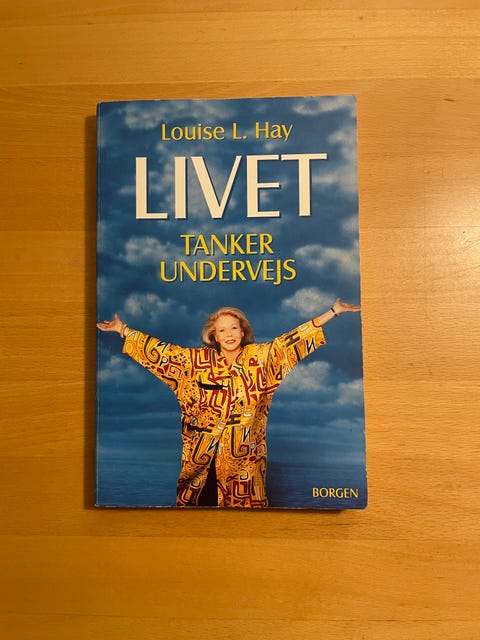 Louise L. Hay
LIVET
TANKER
UNDERVEJS
BORGEN